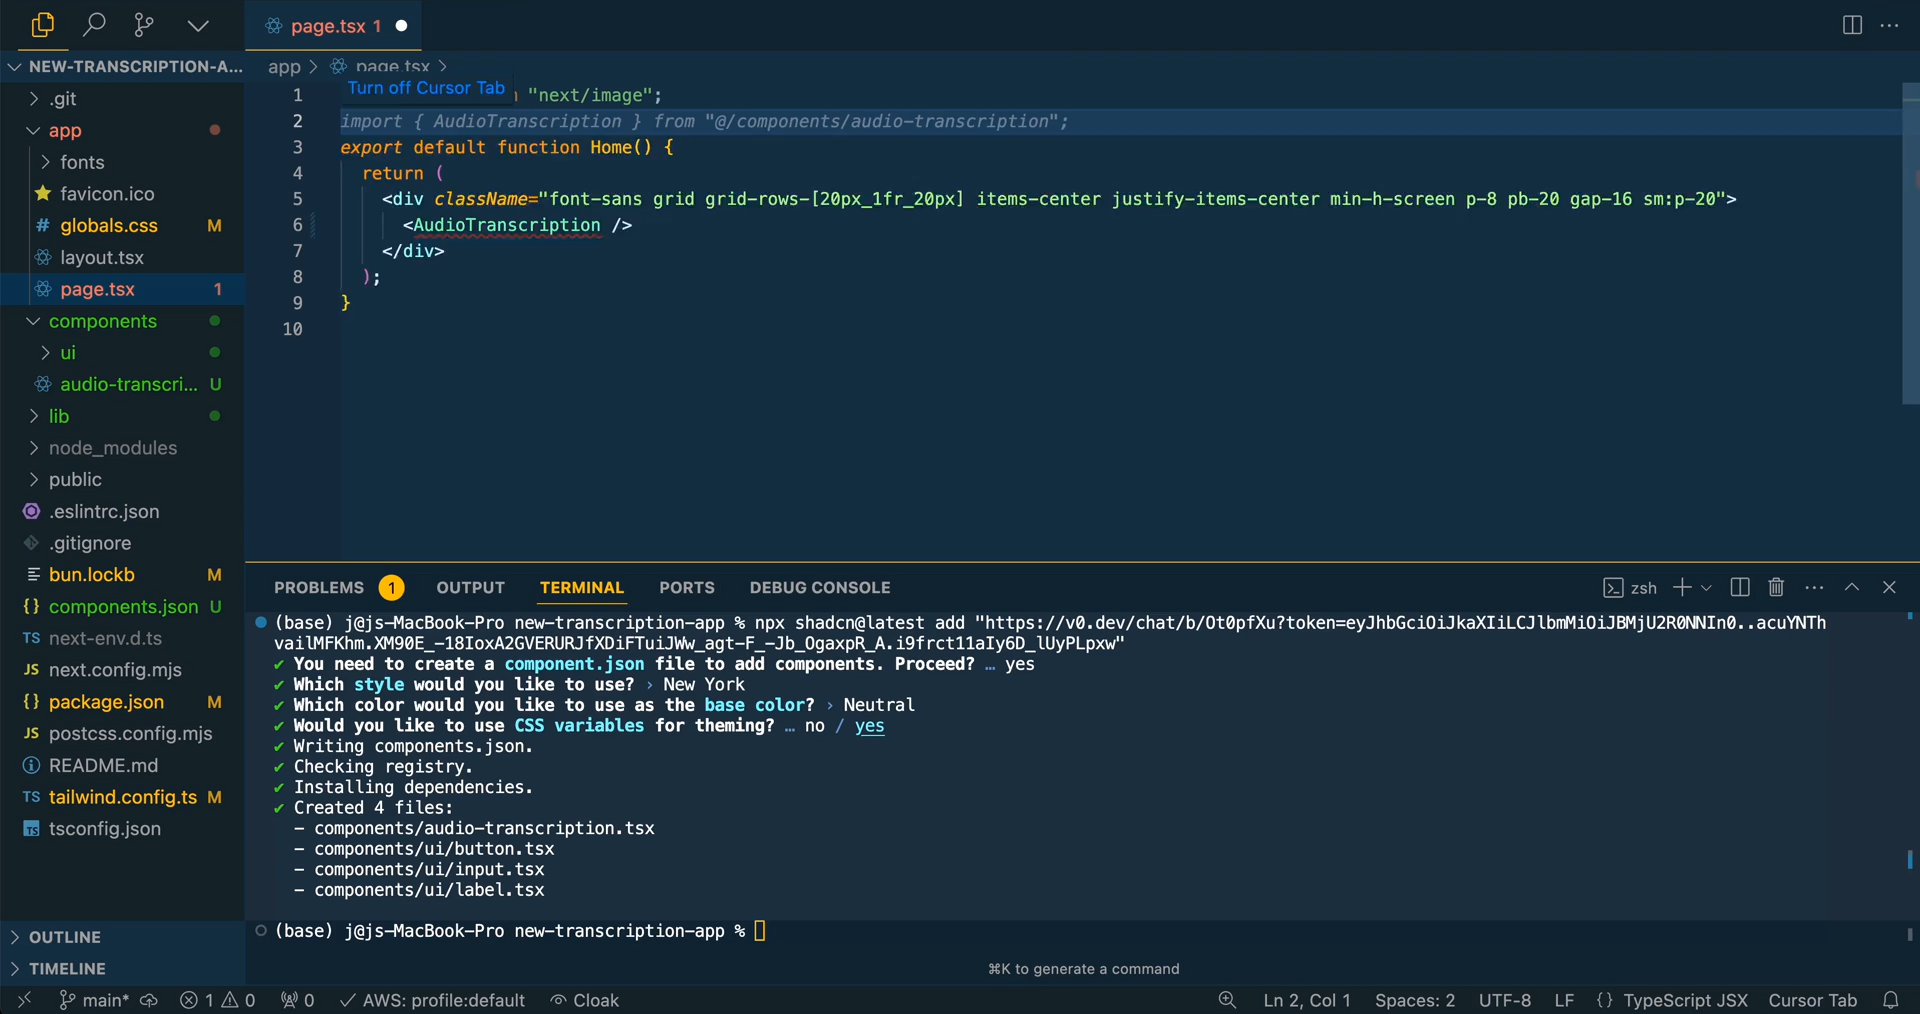 page.tsx 1
NEW-TRANSCRIPTION-A...
app > page.tsx >
Turn off Cursor Tab
.git
app
fonts
favicon.ico
globals.css M
layout.tsx
page.tsx 1
components
ui
audio-transcri... U
lib
node_modules
public
.eslintrc.json
.gitignore
bun.lockb M
components.json U
next-env.d.ts
next.config.mjs
package.json M
postcss.config.mjs
README.md
tailwind.config.ts M
tsconfig.json
OUTLINE
TIMELINE
1 "next/image";
2 import { AudioTranscription } from "@/components/audio-transcription";
3 export default function Home() {
4 return (
5 <div className="font-sans grid grid-rows-[20px_1fr_20px] items-center justify-items-center min-h-screen p-8 pb-20 gap-16 sm:p-20">
6 <AudioTranscription />
7 </div>
8 );
9 }
10
PROBLEMS 1 OUTPUT TERMINAL PORTS DEBUG CONSOLE zsh
(base) j@js-MacBook-Pro new-transcription-app % npx shadcn@latest add "https://v0.dev/chat/b/Ot0pfXu?token=eyJhbGciOiJkaXIiLCJlbmMiOiJBMjU2R0NNIn0..acuYNTh
vailMFKhm.XM90E_-18IoxA2GVERURJfXDiFTuiJWw_agt-F_-Jb_OgaxpR_A.i9frct11aIy6D_lUyPLpxw"
✔ You need to create a component.json file to add components. Proceed? … yes
✔ Which style would you like to use? › New York
✔ Which color would you like to use as the base color? › Neutral
✔ Would you like to use CSS variables for theming? … no / yes
✔ Writing components.json.
✔ Checking registry.
✔ Installing dependencies.
✔ Created 4 files:
- components/audio-transcription.tsx
- components/ui/button.tsx
- components/ui/input.tsx
- components/ui/label.tsx
(base) j@js-MacBook-Pro new-transcription-app %
⌘K to generate a command
main* 1 0 0 AWS: profile:default Cloak Ln 2, Col 1 Spaces: 2 UTF-8 LF {} TypeScript JSX Cursor Tab